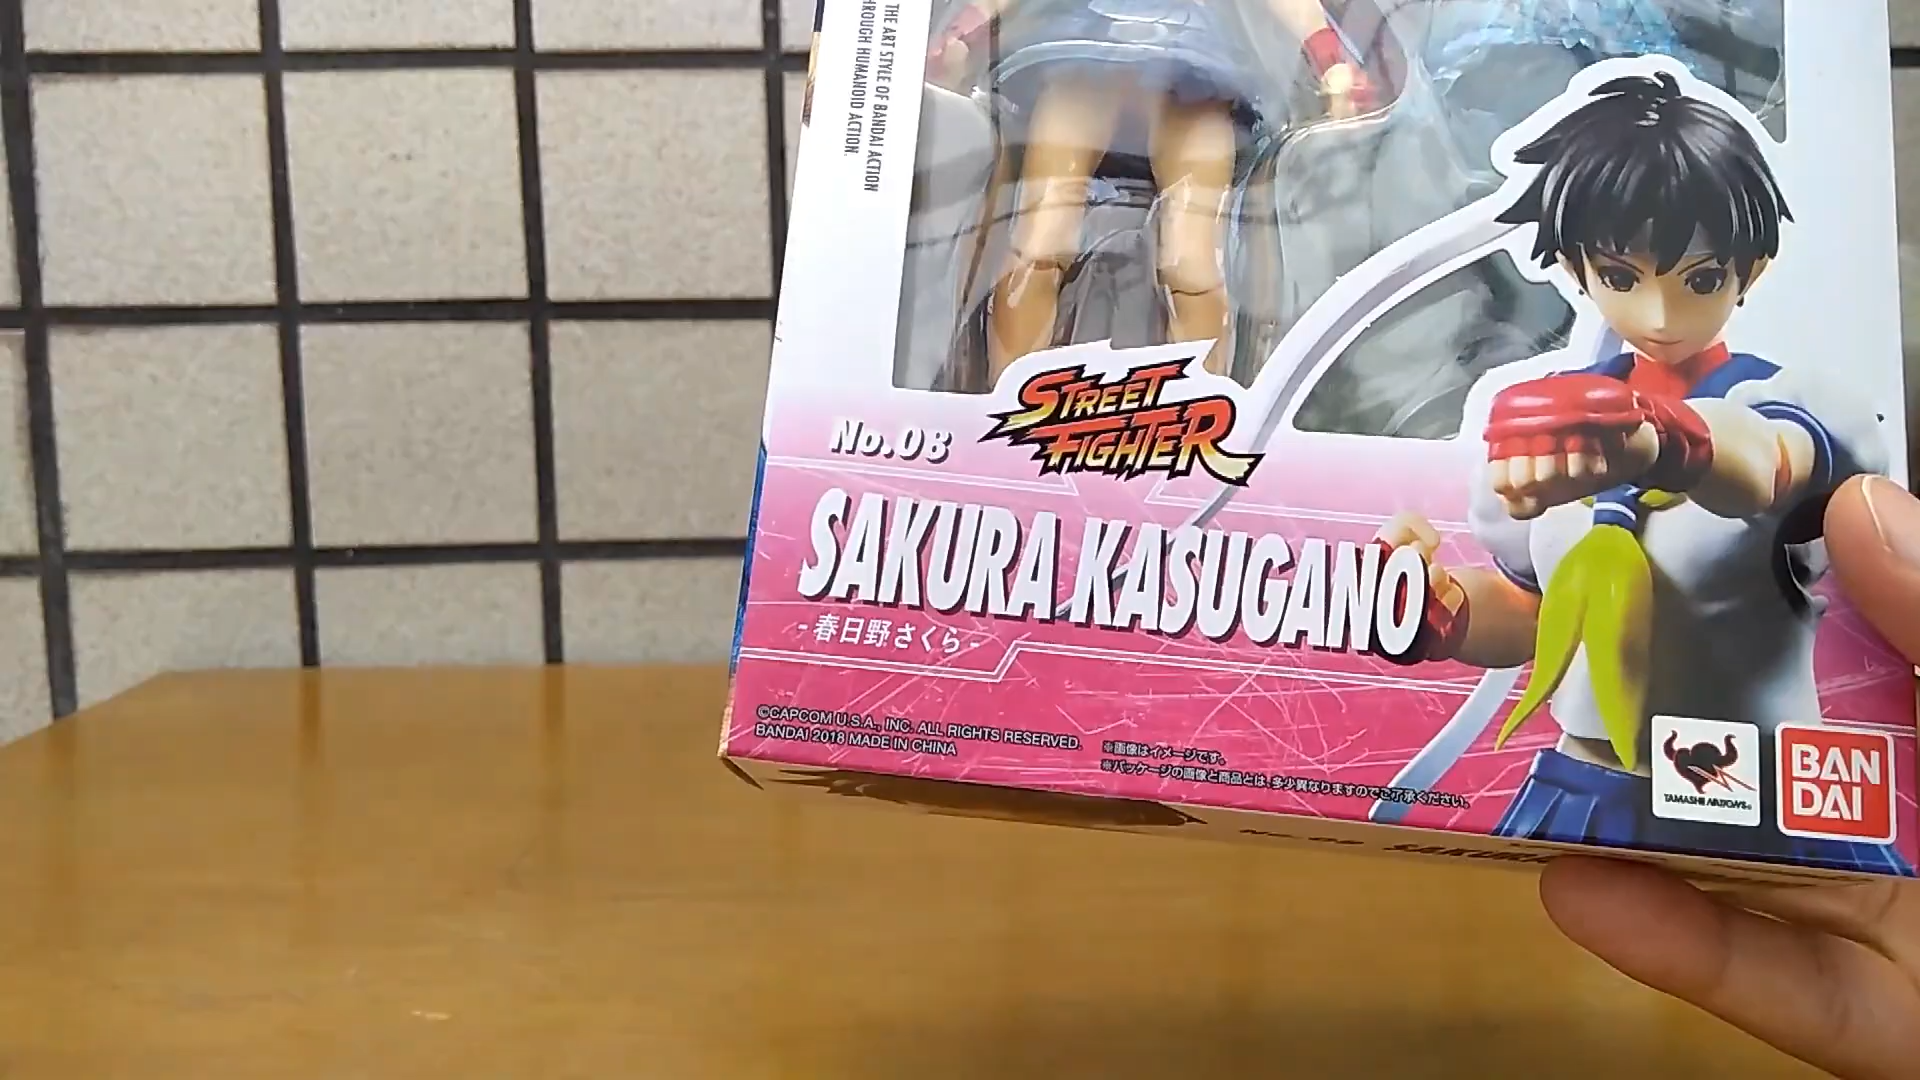 THE ART STYLE OF BANDAI ACTION
THROUGH HUMANOID ACTION.
STREET
FIGHTER
No.08
SAKURA KASUGANO
- 春日野さくら -
©CAPCOM U.S.A., INC. ALL RIGHTS RESERVED.
BANDAI 2018 MADE IN CHINA
※画像はイメージです。
※パッケージの画像と商品とは、多少異なりますのでご了承ください。
TAMASHII NATIONS
BAN
DAI
No.08 SAKURA